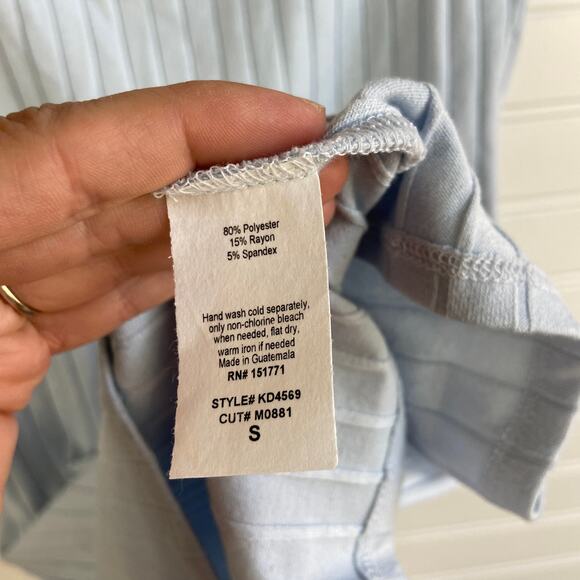 80% Polyester
15% Rayon
5% Spandex
Hand wash cold separately,
only non-chlorine bleach
when needed, flat dry,
warm iron if needed
Made in Guatemala
RN# 151771
STYLE# KD4569
CUT# M0881
S